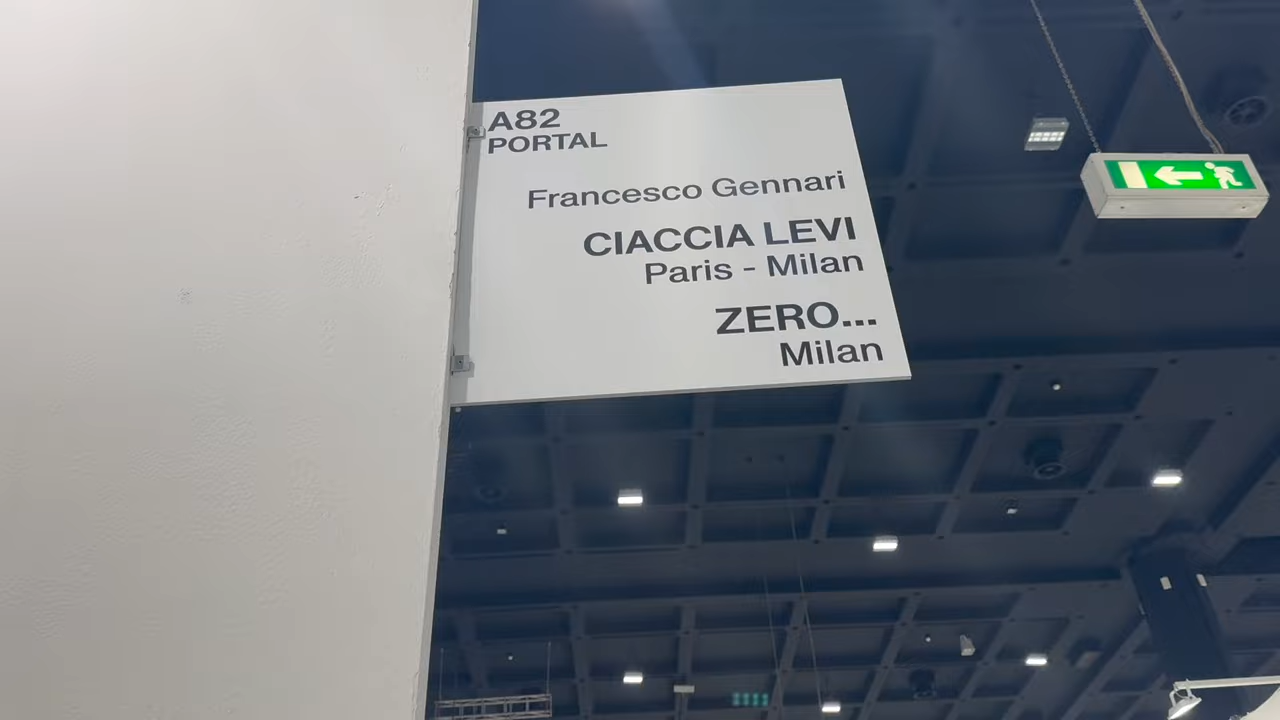 A82
PORTAL
Francesco Gennari
CIACCIA LEVI
Paris - Milan
ZERO...
Milan